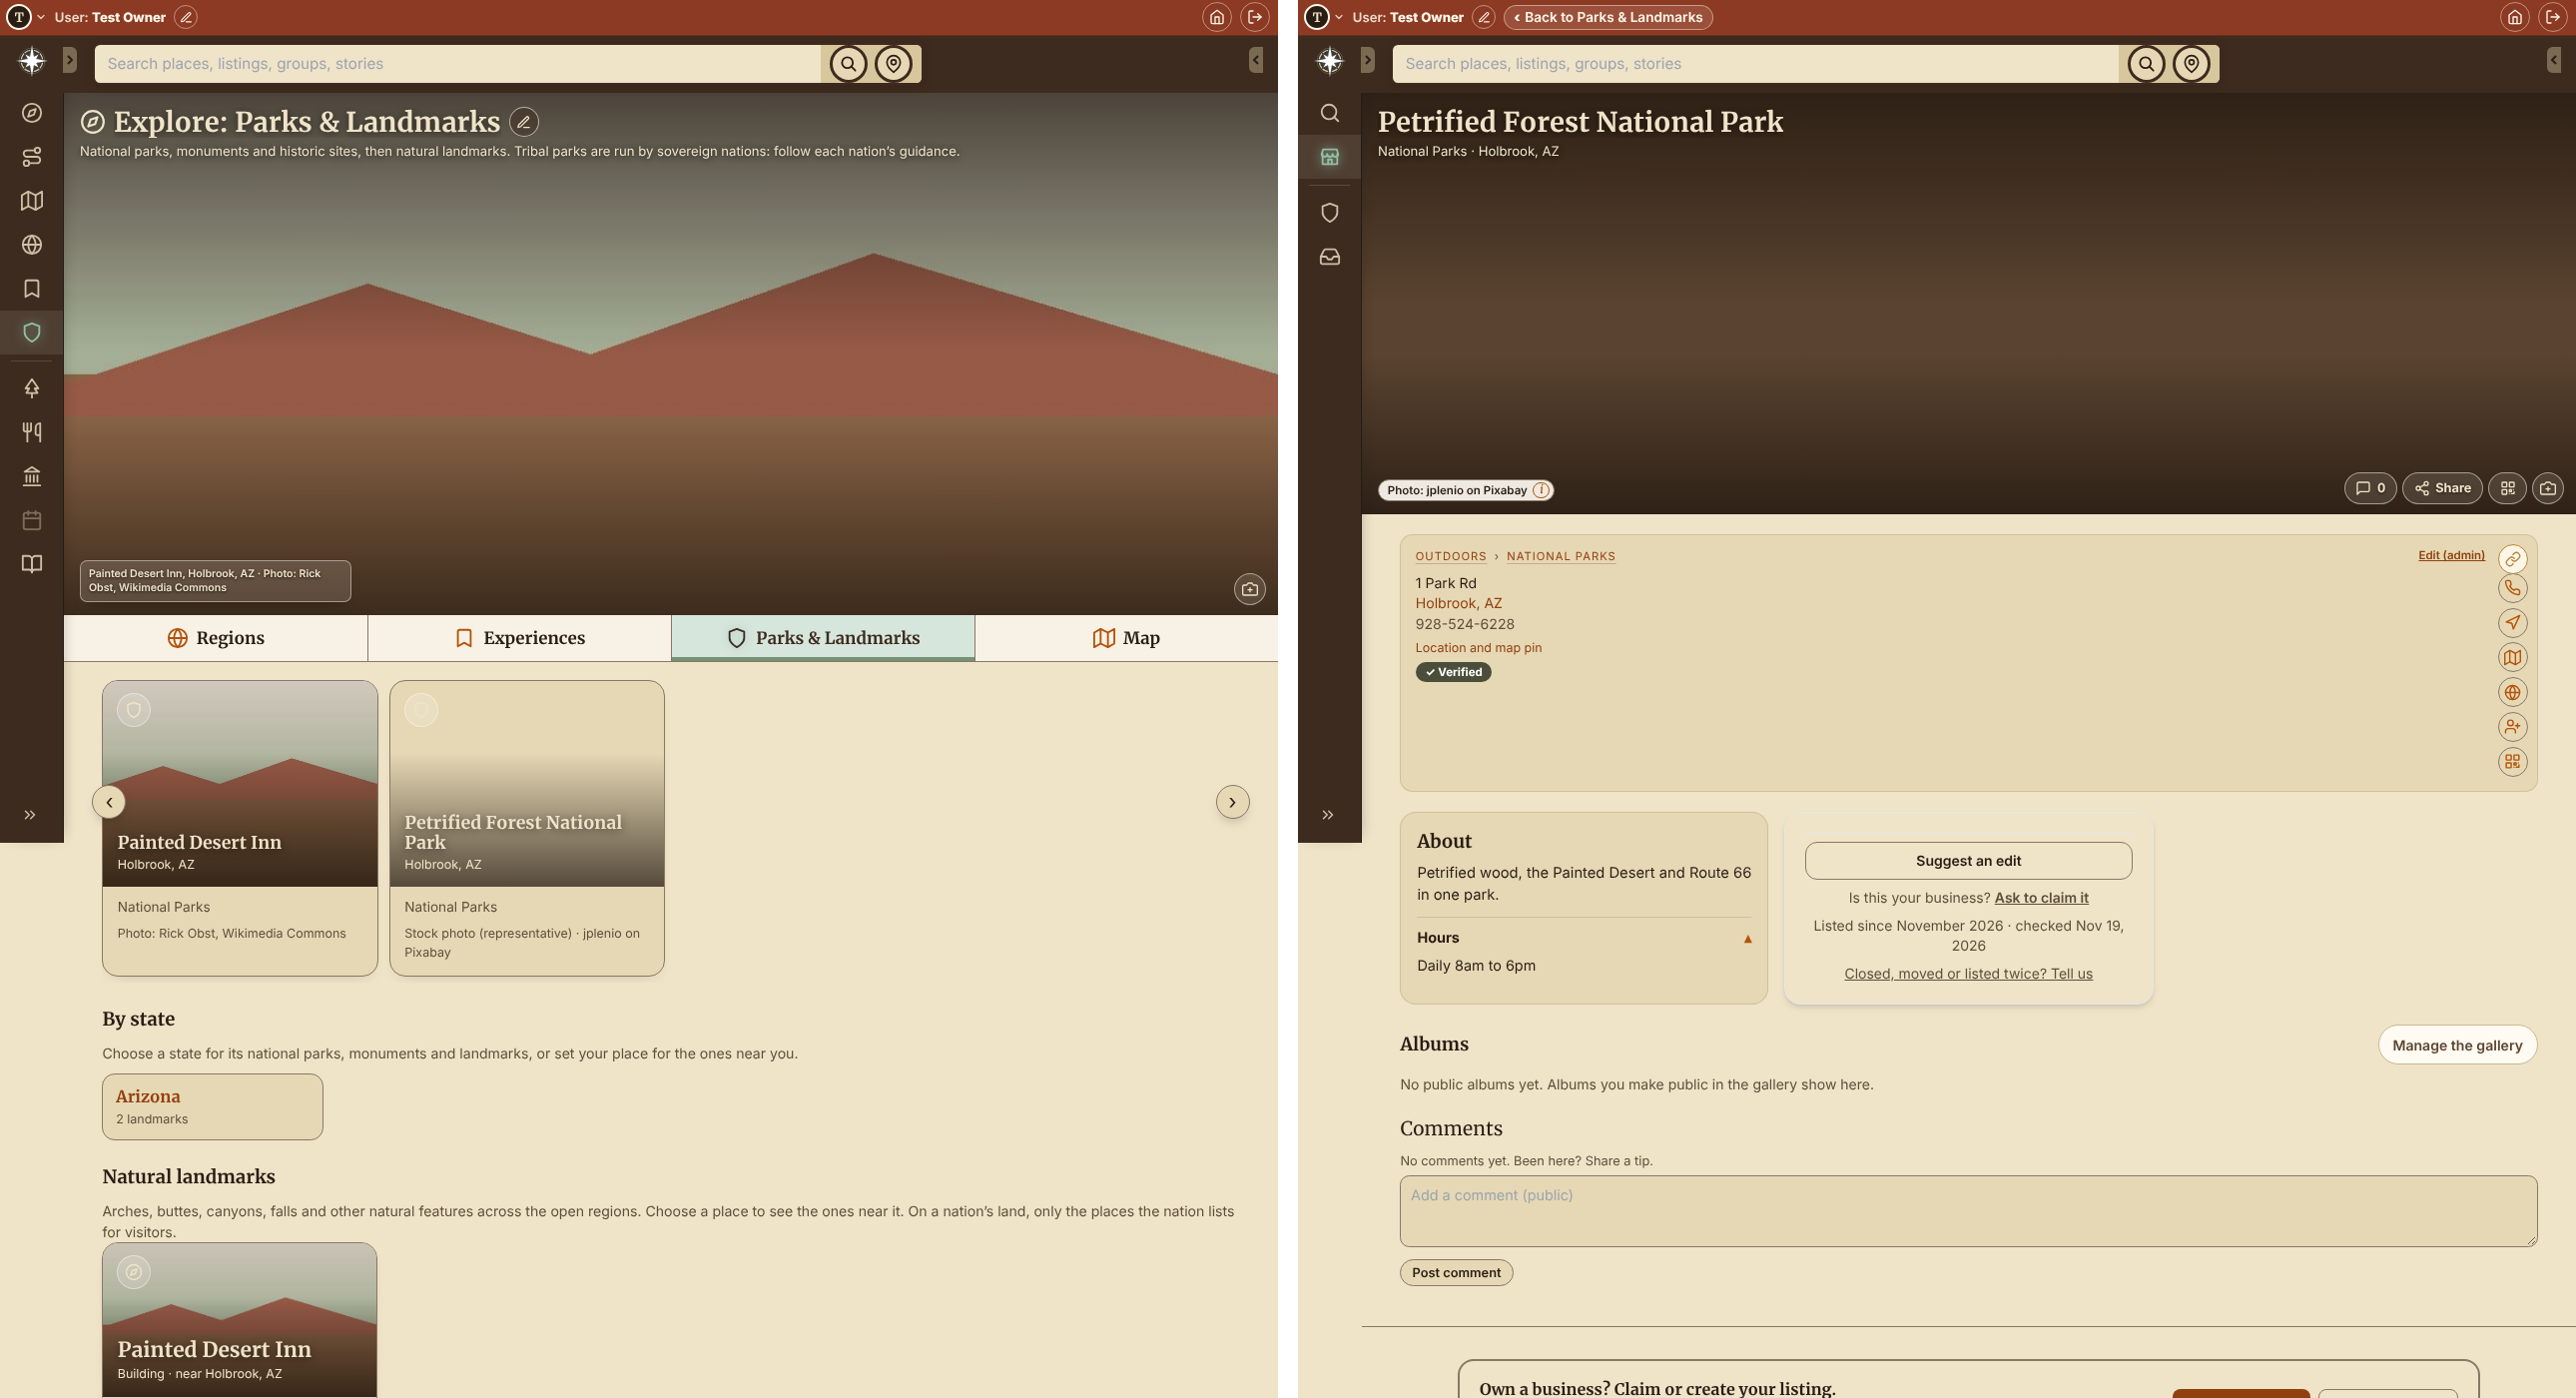 T
User: Test Owner
Search places, listings, groups, stories
Explore: Parks & Landmarks
National parks, monuments and historic sites, then natural landmarks. Tribal parks are run by sovereign nations: follow each nation’s guidance.
Painted Desert Inn, Holbrook, AZ · Photo: Rick
Obst, Wikimedia Commons
Regions
Experiences
Parks & Landmarks
Map
Painted Desert Inn
Holbrook, AZ
National Parks
Photo: Rick Obst, Wikimedia Commons
Petrified Forest National
Park
Holbrook, AZ
National Parks
Stock photo (representative) · jplenio on
Pixabay
By state
Choose a state for its national parks, monuments and landmarks, or set your place for the ones near you.
Arizona
2 landmarks
Natural landmarks
Arches, buttes, canyons, falls and other natural features across the open regions. Choose a place to see the ones near it. On a nation’s land, only the places the nation lists
for visitors.
Painted Desert Inn
Building · near Holbrook, AZ
T
User: Test Owner
‹ Back to Parks & Landmarks
Search places, listings, groups, stories
Petrified Forest National Park
National Parks · Holbrook, AZ
Photo: jplenio on Pixabay i
0
Share
OUTDOORS › NATIONAL PARKS
Edit (admin)
1 Park Rd
Holbrook, AZ
928-524-6228
Location and map pin
✓ Verified
About
Petrified wood, the Painted Desert and Route 66
in one park.
Hours
Daily 8am to 6pm
Suggest an edit
Is this your business? Ask to claim it
Listed since November 2026 · checked Nov 19,
2026
Closed, moved or listed twice? Tell us
Albums
Manage the gallery
No public albums yet. Albums you make public in the gallery show here.
Comments
No comments yet. Been here? Share a tip.
Add a comment (public)
Post comment
Own a business? Claim or create your listing.